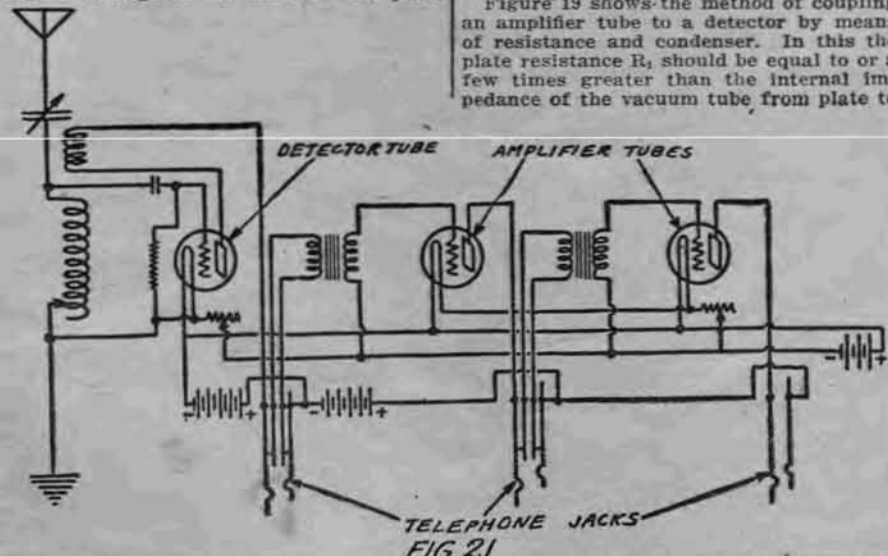 Figure 19 shows the method of coupling
an amplifier tube to a detector by mean
of resistance and condenser. In this th
plate resistance R₁ should be equal to or a
few times greater than the internal im
pedance of the vacuum tube from plate t
DETECTOR TUBE
AMPLIFIER TUBES
- + - +
- +
TELEPHONE JACKS
FIG 21